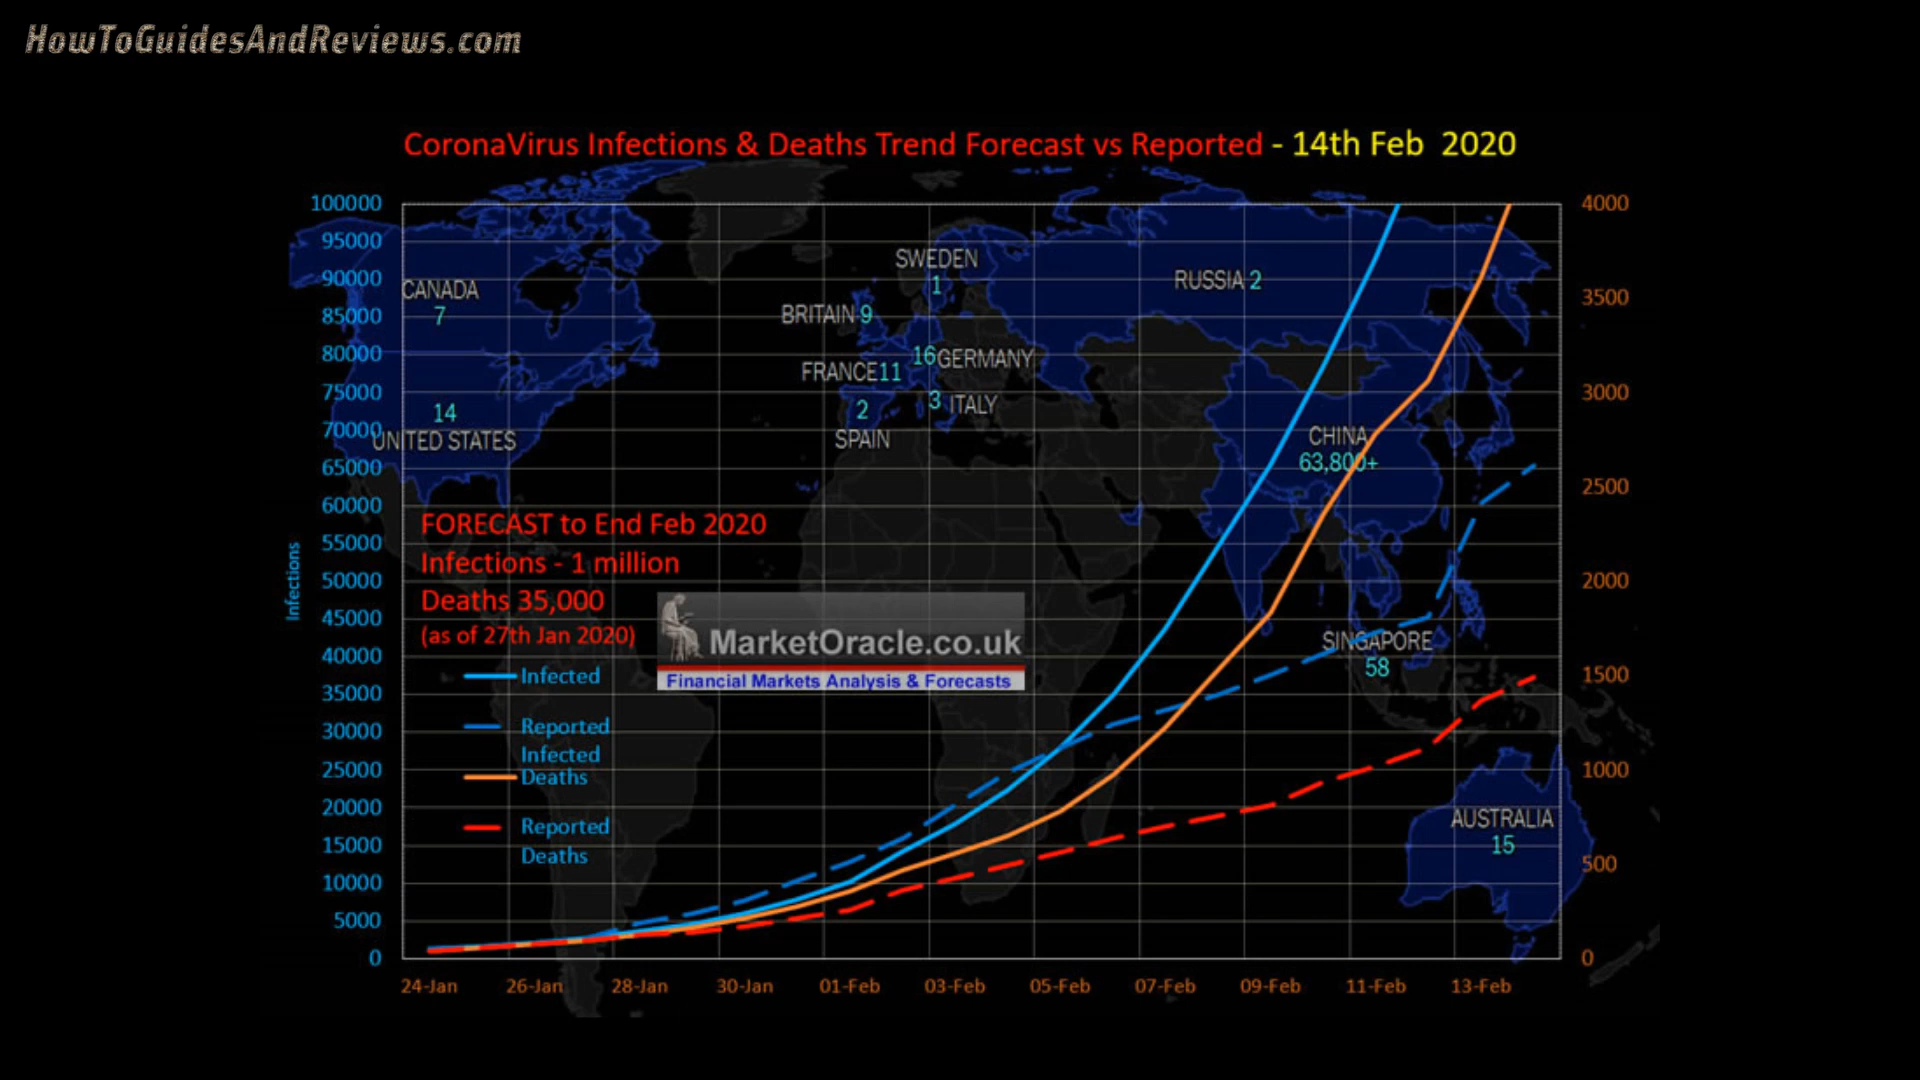 HowToGuidesAndReviews.com
CoronaVirus Infections & Deaths Trend Forecast vs Reported - 14th Feb 2020
100000
95000
90000
85000
80000
75000
70000
65000
60000
55000
50000
45000
40000
35000
30000
25000
20000
15000
10000
5000
0
Infections
4000
3500
3000
2500
2000
1500
1000
500
0
CANADA
7
14
UNITED STATES
SWEDEN
1
BRITAIN 9
16 GERMANY
FRANCE 11
3 ITALY
2
SPAIN
RUSSIA 2
CHINA
63,800+
SINGAPORE
58
AUSTRALIA
15
FORECAST to End Feb 2020
Infections - 1 million
Deaths 35,000
(as of 27th Jan 2020)
MarketOracle.co.uk
Financial Markets Analysis & Forecasts
Infected
Reported
Infected
Deaths
Reported
Deaths
24-Jan 26-Jan 28-Jan 30-Jan 01-Feb 03-Feb 05-Feb 07-Feb 09-Feb 11-Feb 13-Feb